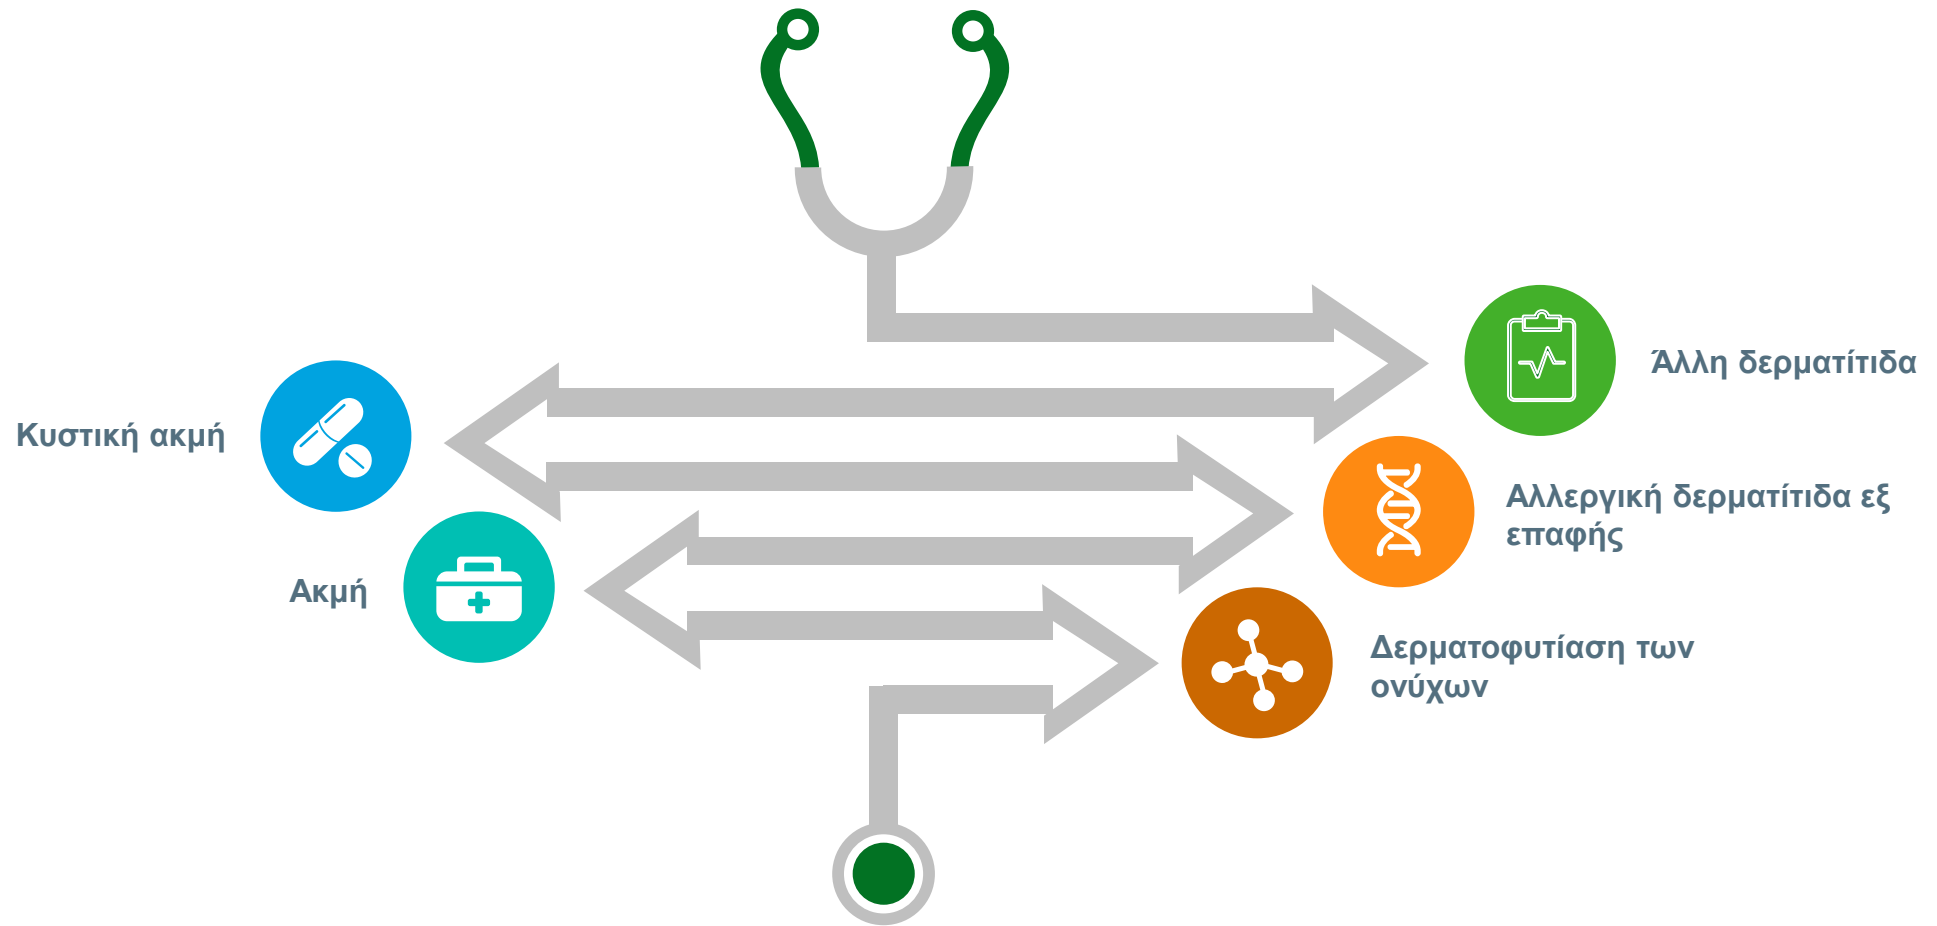 Άλλη δερματίτιδα
Κυστική ακμή
Αλλεργική δερματίτιδα εξ
επαφής
Ακμή
Δερματοφυτίαση των
ονύχων